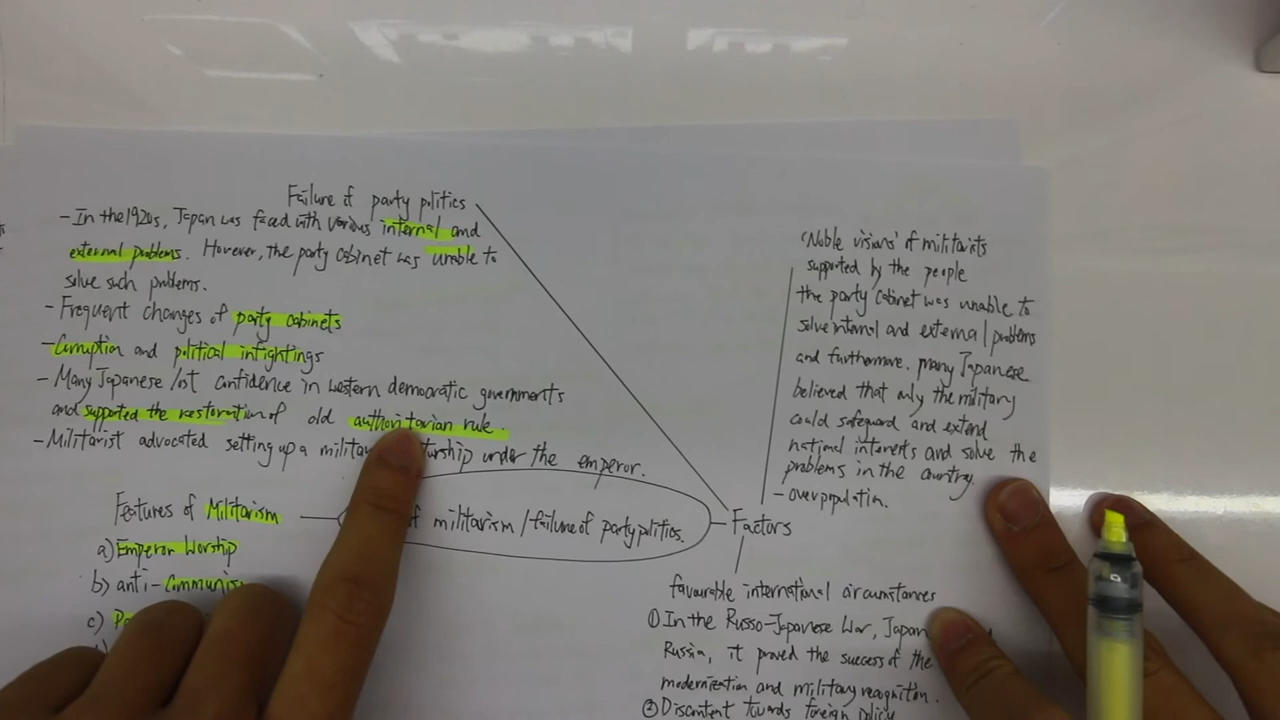 Failure of party politics
- In the 1920s, Japan was faced with various internal and
external problems. However, the party cabinet was unable to
solve such problems.
- Frequent changes of party cabinets
- Corruption and political infightings
- Many Japanese lost confidence in western democratic governments
and supported the restoration of old authoritarian rule.
- Militarist advocated setting up a under the emperor.
Features of Militarism
a) Emperor Worship
b) anti-
c)
of militarism / failure of party politics.
Factors
'Noble visions' of militarists
supported by the people
the party cabinet was unable to
solve internal and external problems
and furthermore, many Japanese
believed that only the military
could safeguard and extend
national interests and solve the
problems in the country.
- overpopulation.
favourable international circumstances
① In the Russo-Japanese War, Japan
Russia, it proved the success of the
modernization and military recognition.
② Discontent towards foreign policy